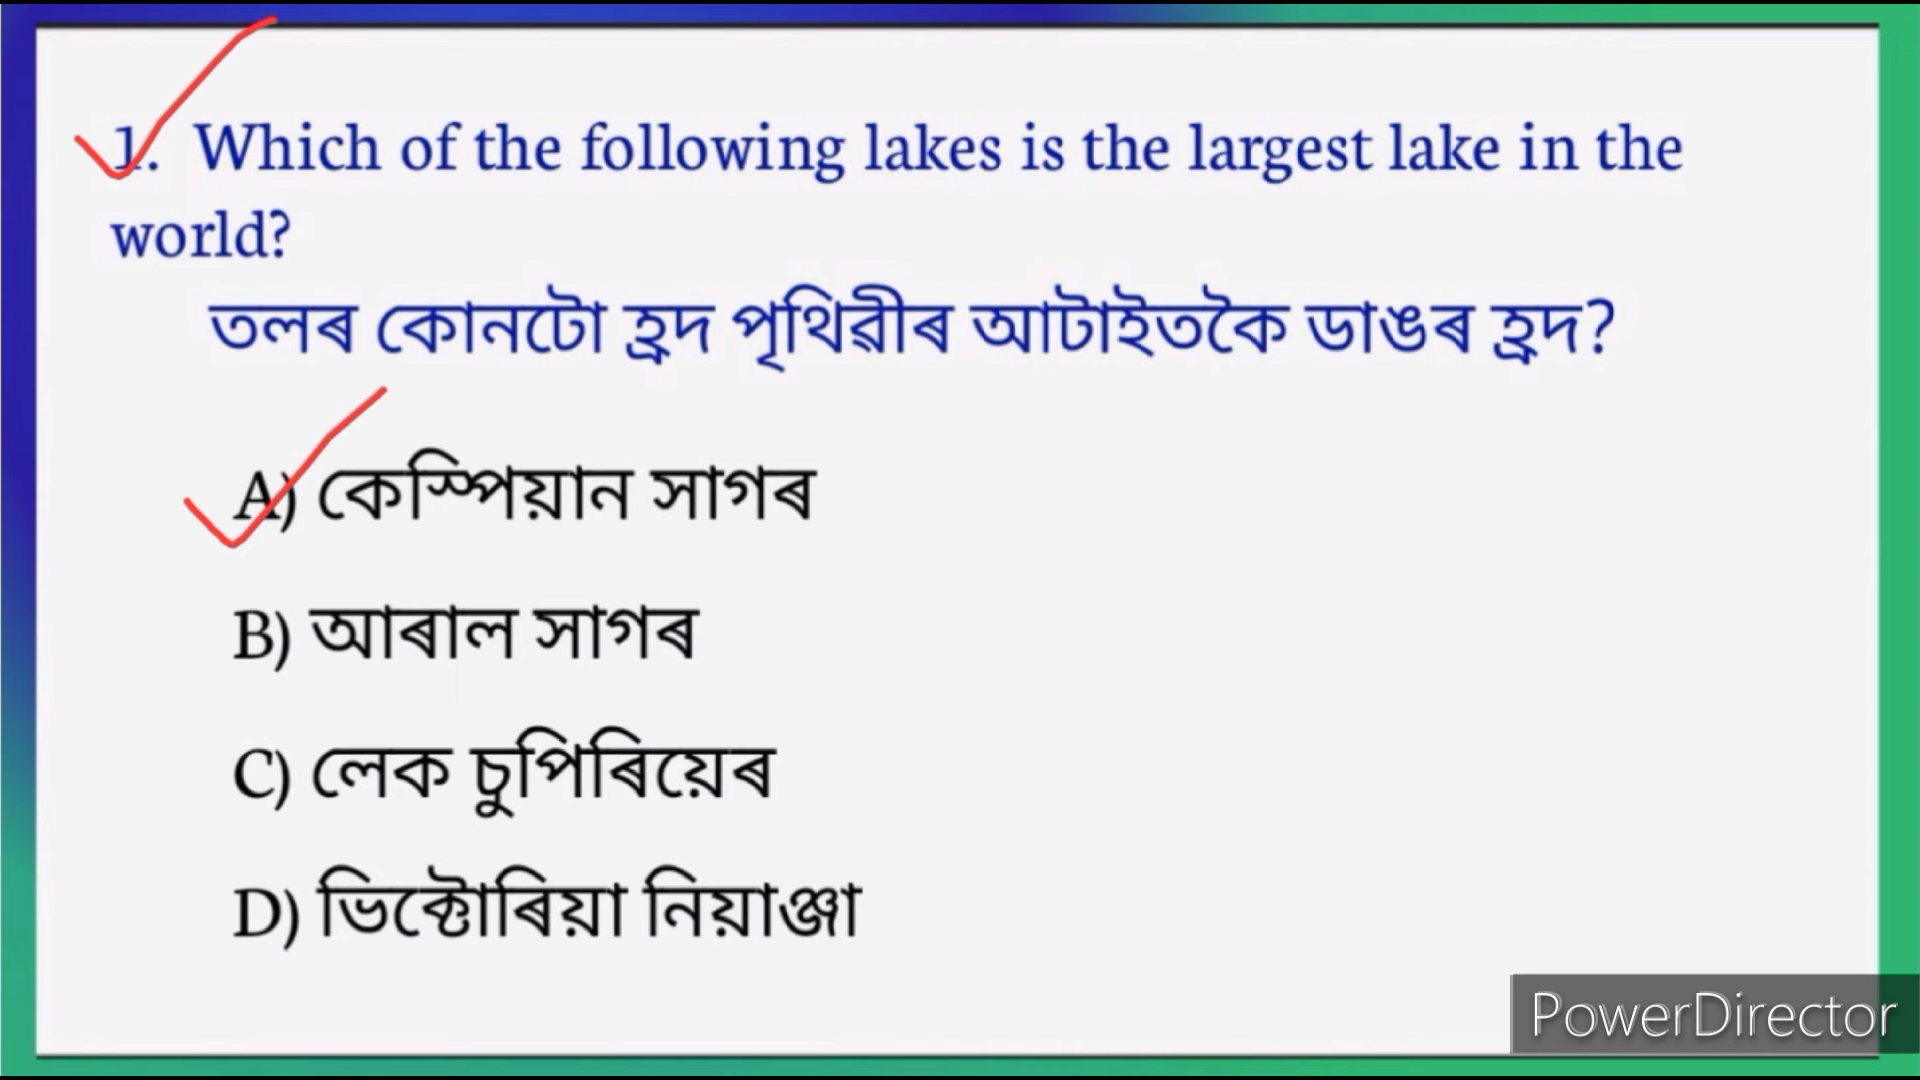 1. Which of the following lakes is the largest lake in the
world?
তলৰ কোনটো হ্ৰদ পৃথিৱীৰ আটাইতকৈ ডাঙৰ হ্ৰদ?
A) কেস্পিয়ান সাগৰ
B) আৰাল সাগৰ
C) লেক চুপিৰিয়েৰ
D) ভিক্টোৰিয়া নিয়াঞ্জা
PowerDirector